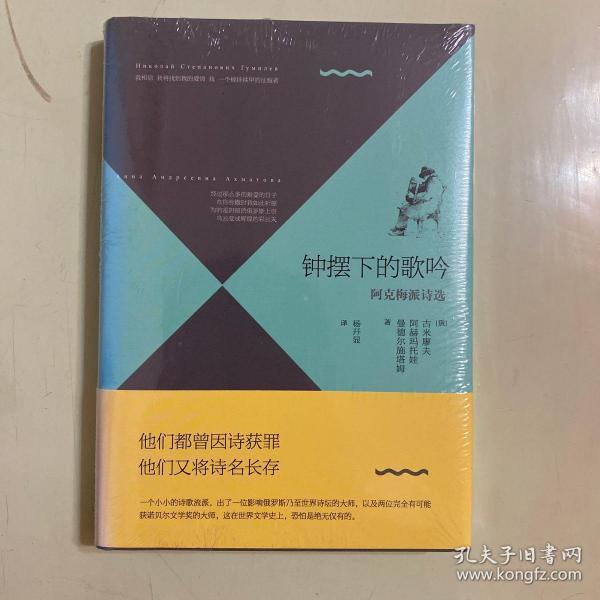 Николай Степанович Гумилев
Анна Андреевна Ахматова
钟摆下的歌吟
阿克梅派诗选
[俄]
古米廖夫
阿赫玛托娃
曼德尔施塔姆
著
杨开显
译
他们都曾因诗获罪
他们又将诗名长存
一个小小的诗歌流派，出了一位影响俄罗斯乃至世界诗坛的大师，以及两位完全有可能
获诺贝尔文学奖的大师，这在世界文学史上，恐怕是绝无仅有的。
孔夫子旧书网
www.kongfz.com